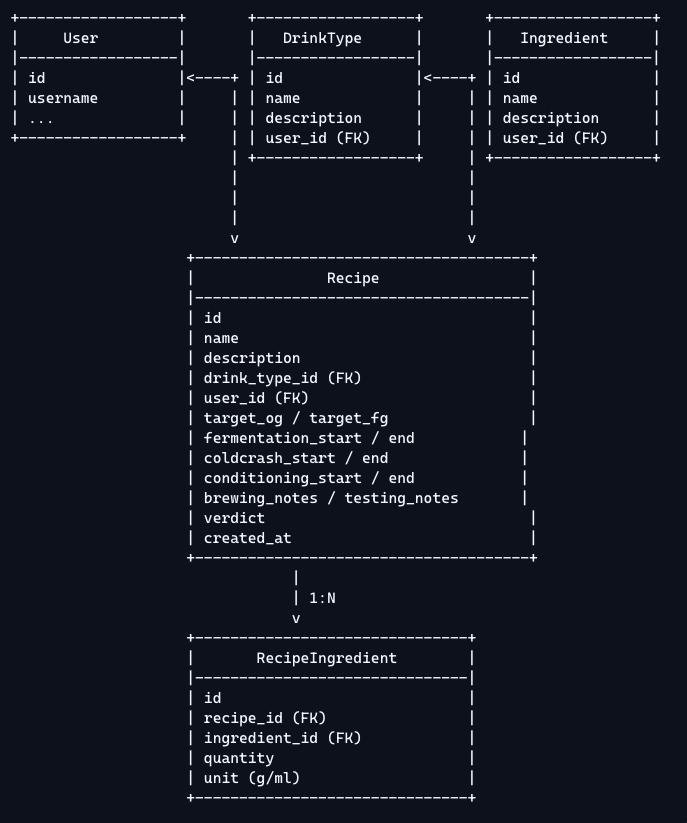 +------------------+       +-------------------+       +-------------------+
|     User         |       |   DrinkType       |       |   Ingredient      |
|------------------|       |-------------------|       |-------------------|
| id               |<----+ | id                |<----+ | id                |
| username         |     | | name              |     | | name              |
| ...              |     | | description       |     | | description       |
+------------------+     | | user_id (FK)      |     | | user_id (FK)      |
                         | +-------------------+     | +-------------------+
                         |                           |
                         |                           |
                         |                           |
                         v                           v
                    +--------------------------------------+
                    |               Recipe                 |
                    |--------------------------------------|
                    | id                                   |
                    | name                                 |
                    | description                          |
                    | drink_type_id (FK)                   |
                    | user_id (FK)                         |
                    | target_og / target_fg                |
                    | fermentation_start / end            |
                    | coldcrash_start / end               |
                    | conditioning_start / end            |
                    | brewing_notes / testing_notes       |
                    | verdict                              |
                    | created_at                           |
                    +--------------------------------------+
                                |
                                | 1:N
                                v
                    +-------------------------------+
                    |       RecipeIngredient        |
                    |-------------------------------|
                    | id                            |
                    | recipe_id (FK)                |
                    | ingredient_id (FK)            |
                    | quantity                      |
                    | unit (g/ml)                   |
                    +-------------------------------+